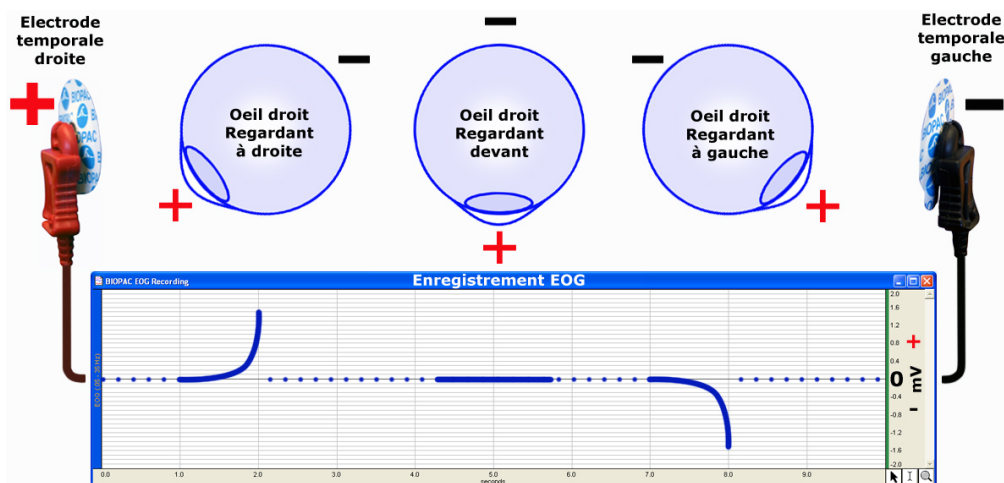 Electrode
temporale
droite
Electrode
temporale
gauche
+
-
-
-
+
-
Oeil droit
Regardant
à droite
Oeil droit
Regardant
devant
Oeil droit
Regardant
à gauche
+
+
+
BIOPAC
BIOPAC
BIOPAC EOG Recording
Enregistrement EOG
2.0
1.6
1.2
0.8
+
0.4
0
mV
-0.4
-
-0.8
-1.2
-1.6
-2.0
0.0
1.0
2.0
3.0
4.0
5.0
6.0
7.0
8.0
9.0
seconds